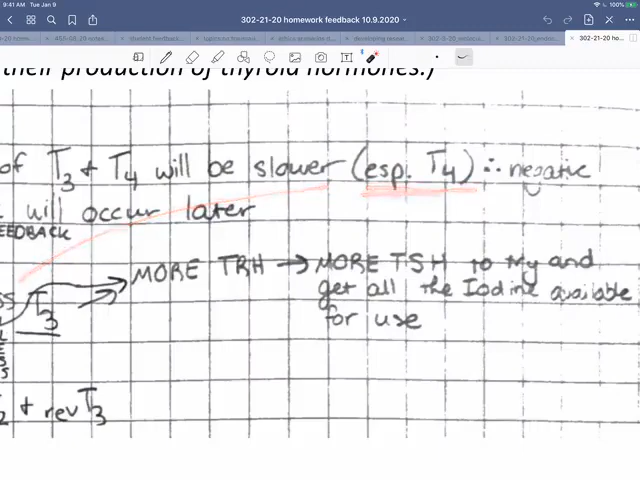 9:41 AM Tue Jan 9
100%
302-21-20 homework feedback 10.9.2020
their production of thyroid hormones.)
of T3 + T4 will be slower (esp. T4) ∴ negative
will occur later
FEEDBACK
MORE TRH → MORE TSH to try and
get all the Iodine available
for use
T3
+ rev T3